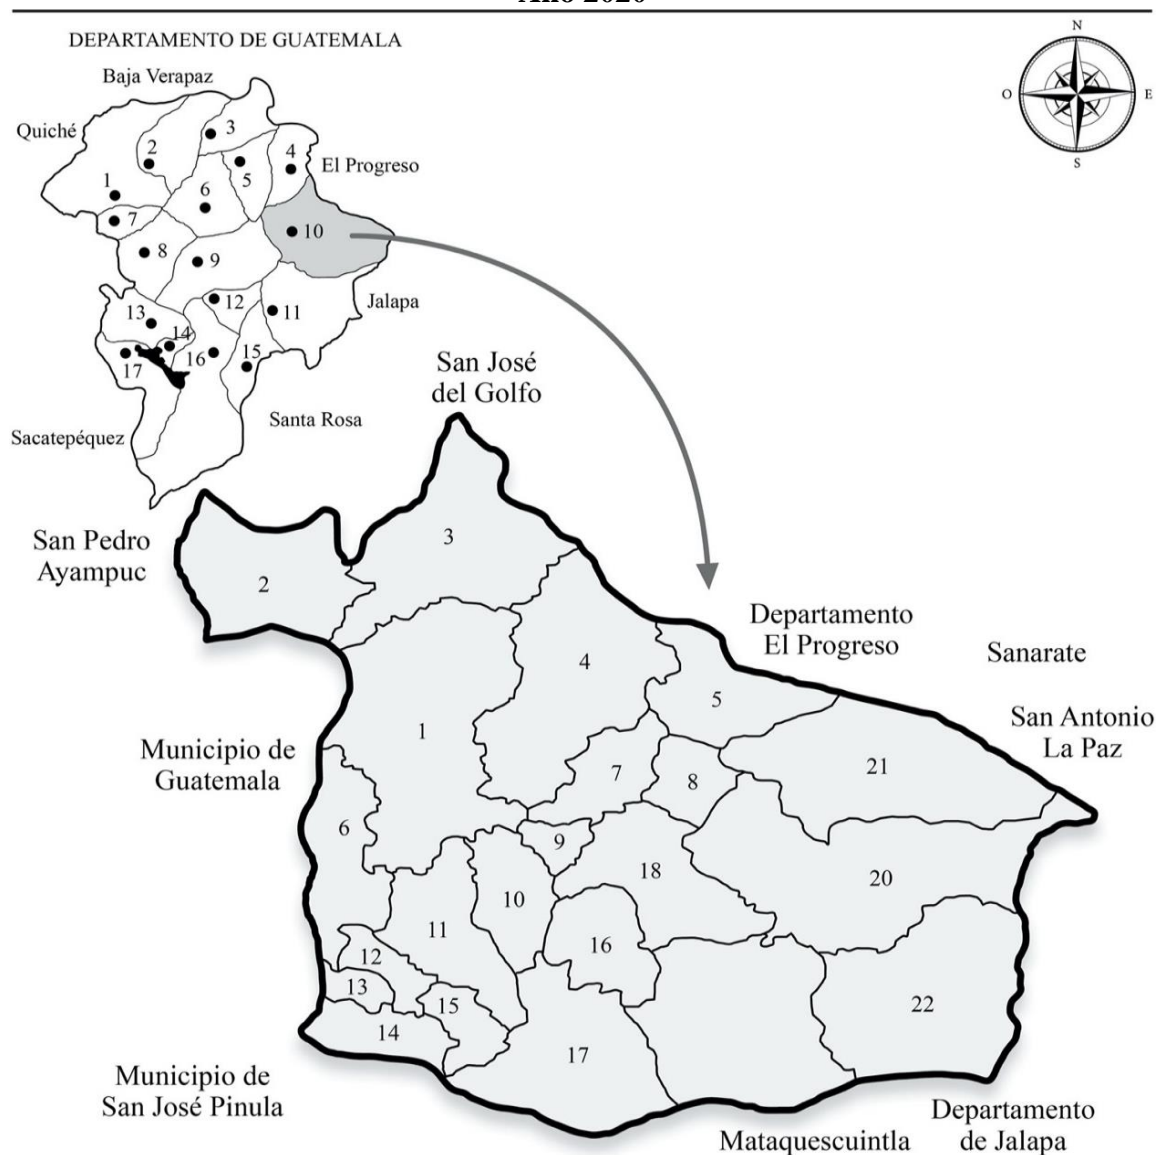 DEPARTAMENTO DE GUATEMALA
Baja Verapaz
Quiché
El Progreso
Jalapa
Santa Rosa
Sacatepéquez
1
2
3
4
5
6
7
8
9
10
11
12
13
14
15
16
17
N
O
E
S
San José
del Golfo
San Pedro
Ayampuc
Departamento
El Progreso
Sanarate
San Antonio
La Paz
Municipio de
Guatemala
Municipio de
San José Pinula
Mataquescuintla
Departamento
de Jalapa
3
2
4
5
1
7
8
21
6
9
18
20
10
11
16
12
13
15
14
22
17